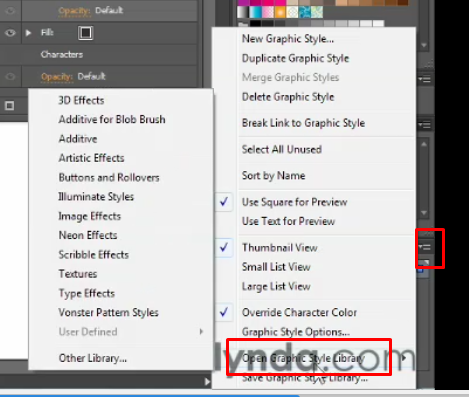 Opacity: Default
Fill:
Characters
Opacity: Default
3D Effects
Additive for Blob Brush
Additive
Artistic Effects
Buttons and Rollovers
Illuminate Styles
Image Effects
Neon Effects
Scribble Effects
Textures
Type Effects
Vonster Pattern Styles
User Defined
Other Library...
New Graphic Style...
Duplicate Graphic Style
Merge Graphic Styles
Delete Graphic Style
Break Link to Graphic Style
Select All Unused
Sort by Name
Use Square for Preview
Use Text for Preview
Thumbnail View
Small List View
Large List View
Override Character Color
Graphic Style Options...
Open Graphic Style Library
Save Graphic Style Library...
lynda.com